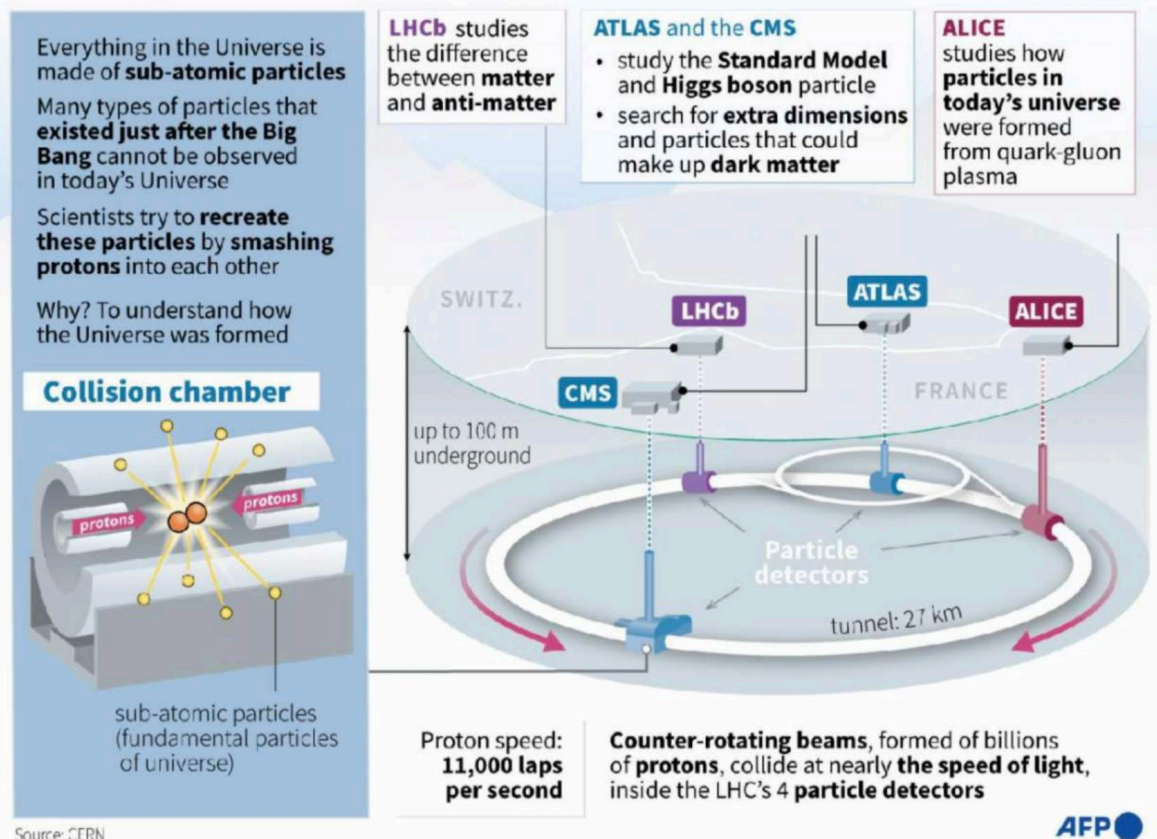 Everything in the Universe is
made of sub-atomic particles
Many types of particles that
existed just after the Big
Bang cannot be observed
in today's Universe
Scientists try to recreate
these particles by smashing
protons into each other
Why? To understand how
the Universe was formed
Collision chamber
protons
protons
sub-atomic particles
(fundamental particles
of universe)
LHCb studies
the difference
between matter
and anti-matter
ATLAS and the CMS
• study the Standard Model
and Higgs boson particle
• search for extra dimensions
and particles that could
make up dark matter
ALICE
studies how
particles in
today's universe
were formed
from quark-gluon
plasma
SWITZ.
LHCb
ATLAS
ALICE
CMS
FRANCE
up to 100 m
underground
Particle
detectors
tunnel: 27 km
Proton speed:
11,000 laps
per second
Counter-rotating beams, formed of billions
of protons, collide at nearly the speed of light,
inside the LHC's 4 particle detectors
Source: CERN
AFP